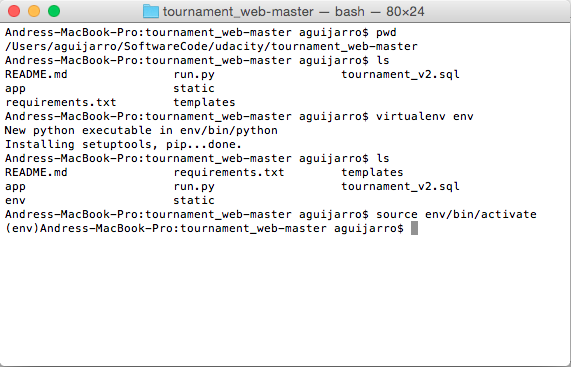 tournament_web-master — bash — 80×24
Andress-MacBook-Pro:tournament_web-master aguijarro$ pwd
/Users/aguijarro/SoftwareCode/udacity/tournament_web-master
Andress-MacBook-Pro:tournament_web-master aguijarro$ ls
README.md run.py tournament_v2.sql
app static
requirements.txt templates
Andress-MacBook-Pro:tournament_web-master aguijarro$ virtualenv env
New python executable in env/bin/python
Installing setuptools, pip...done.
Andress-MacBook-Pro:tournament_web-master aguijarro$ ls
README.md requirements.txt templates
app run.py tournament_v2.sql
env static
Andress-MacBook-Pro:tournament_web-master aguijarro$ source env/bin/activate
(env)Andress-MacBook-Pro:tournament_web-master aguijarro$